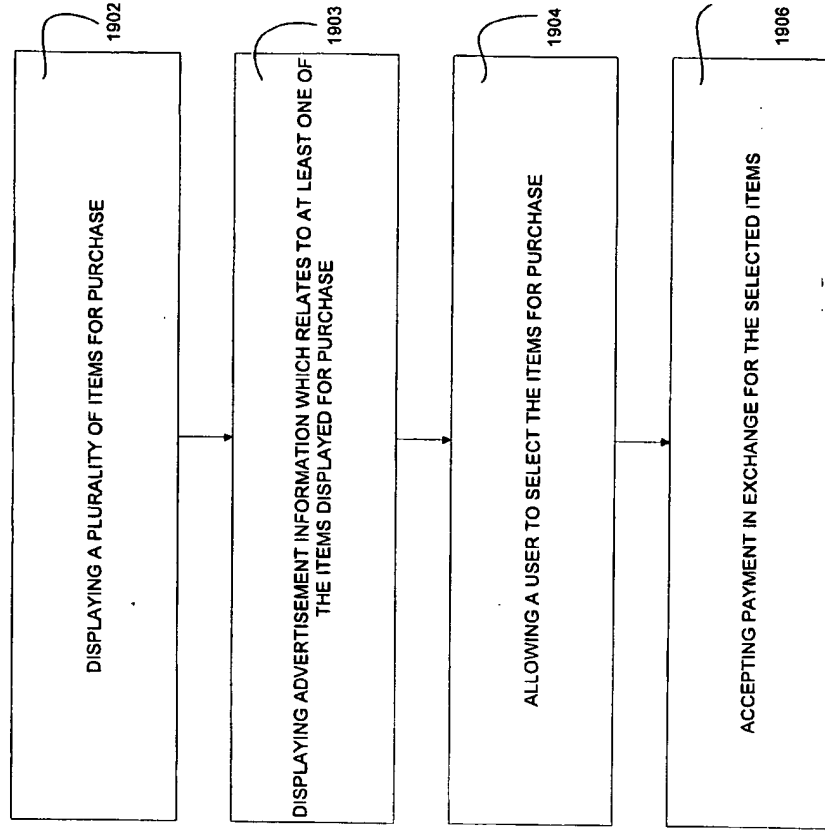 DISPLAYING A PLURALITY OF ITEMS FOR PURCHASE
1902
DISPLAYING ADVERTISEMENT INFORMATION WHICH RELATES TO AT LEAST ONE OF
THE ITEMS DISPLAYED FOR PURCHASE
1903
ALLOWING A USER TO SELECT THE ITEMS FOR PURCHASE
1904
ACCEPTING PAYMENT IN EXCHANGE FOR THE SELECTED ITEMS
1906